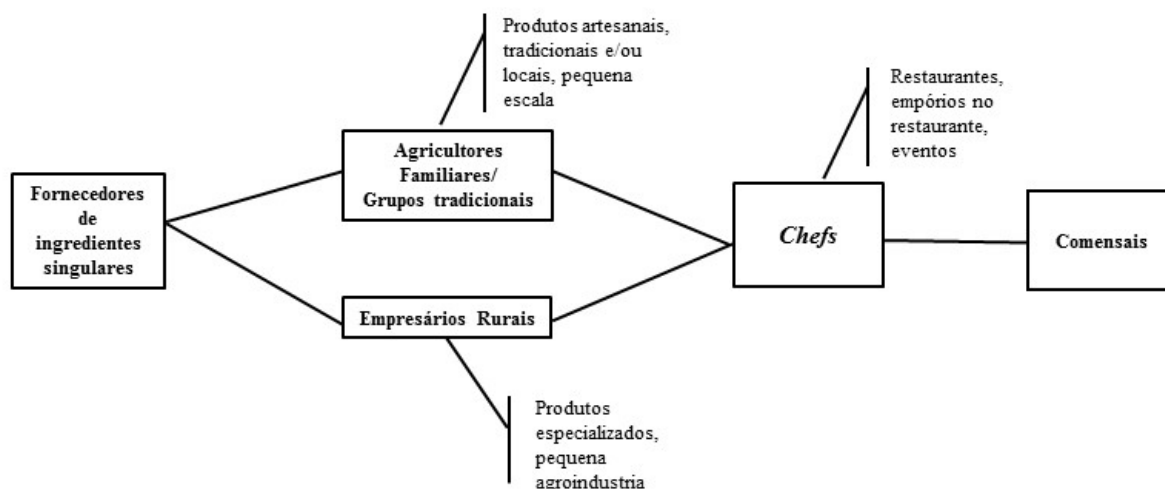 Produtos artesanais,
tradicionais e/ou
locais, pequena
escala
Restaurantes,
empórios no
restaurante,
eventos
Agricultores
Familiares/
Grupos tradicionais
Fornecedores
de
ingredientes
singulares
Chefs
Comensais
Empresários Rurais
Produtos
especializados,
pequena
agroindustria